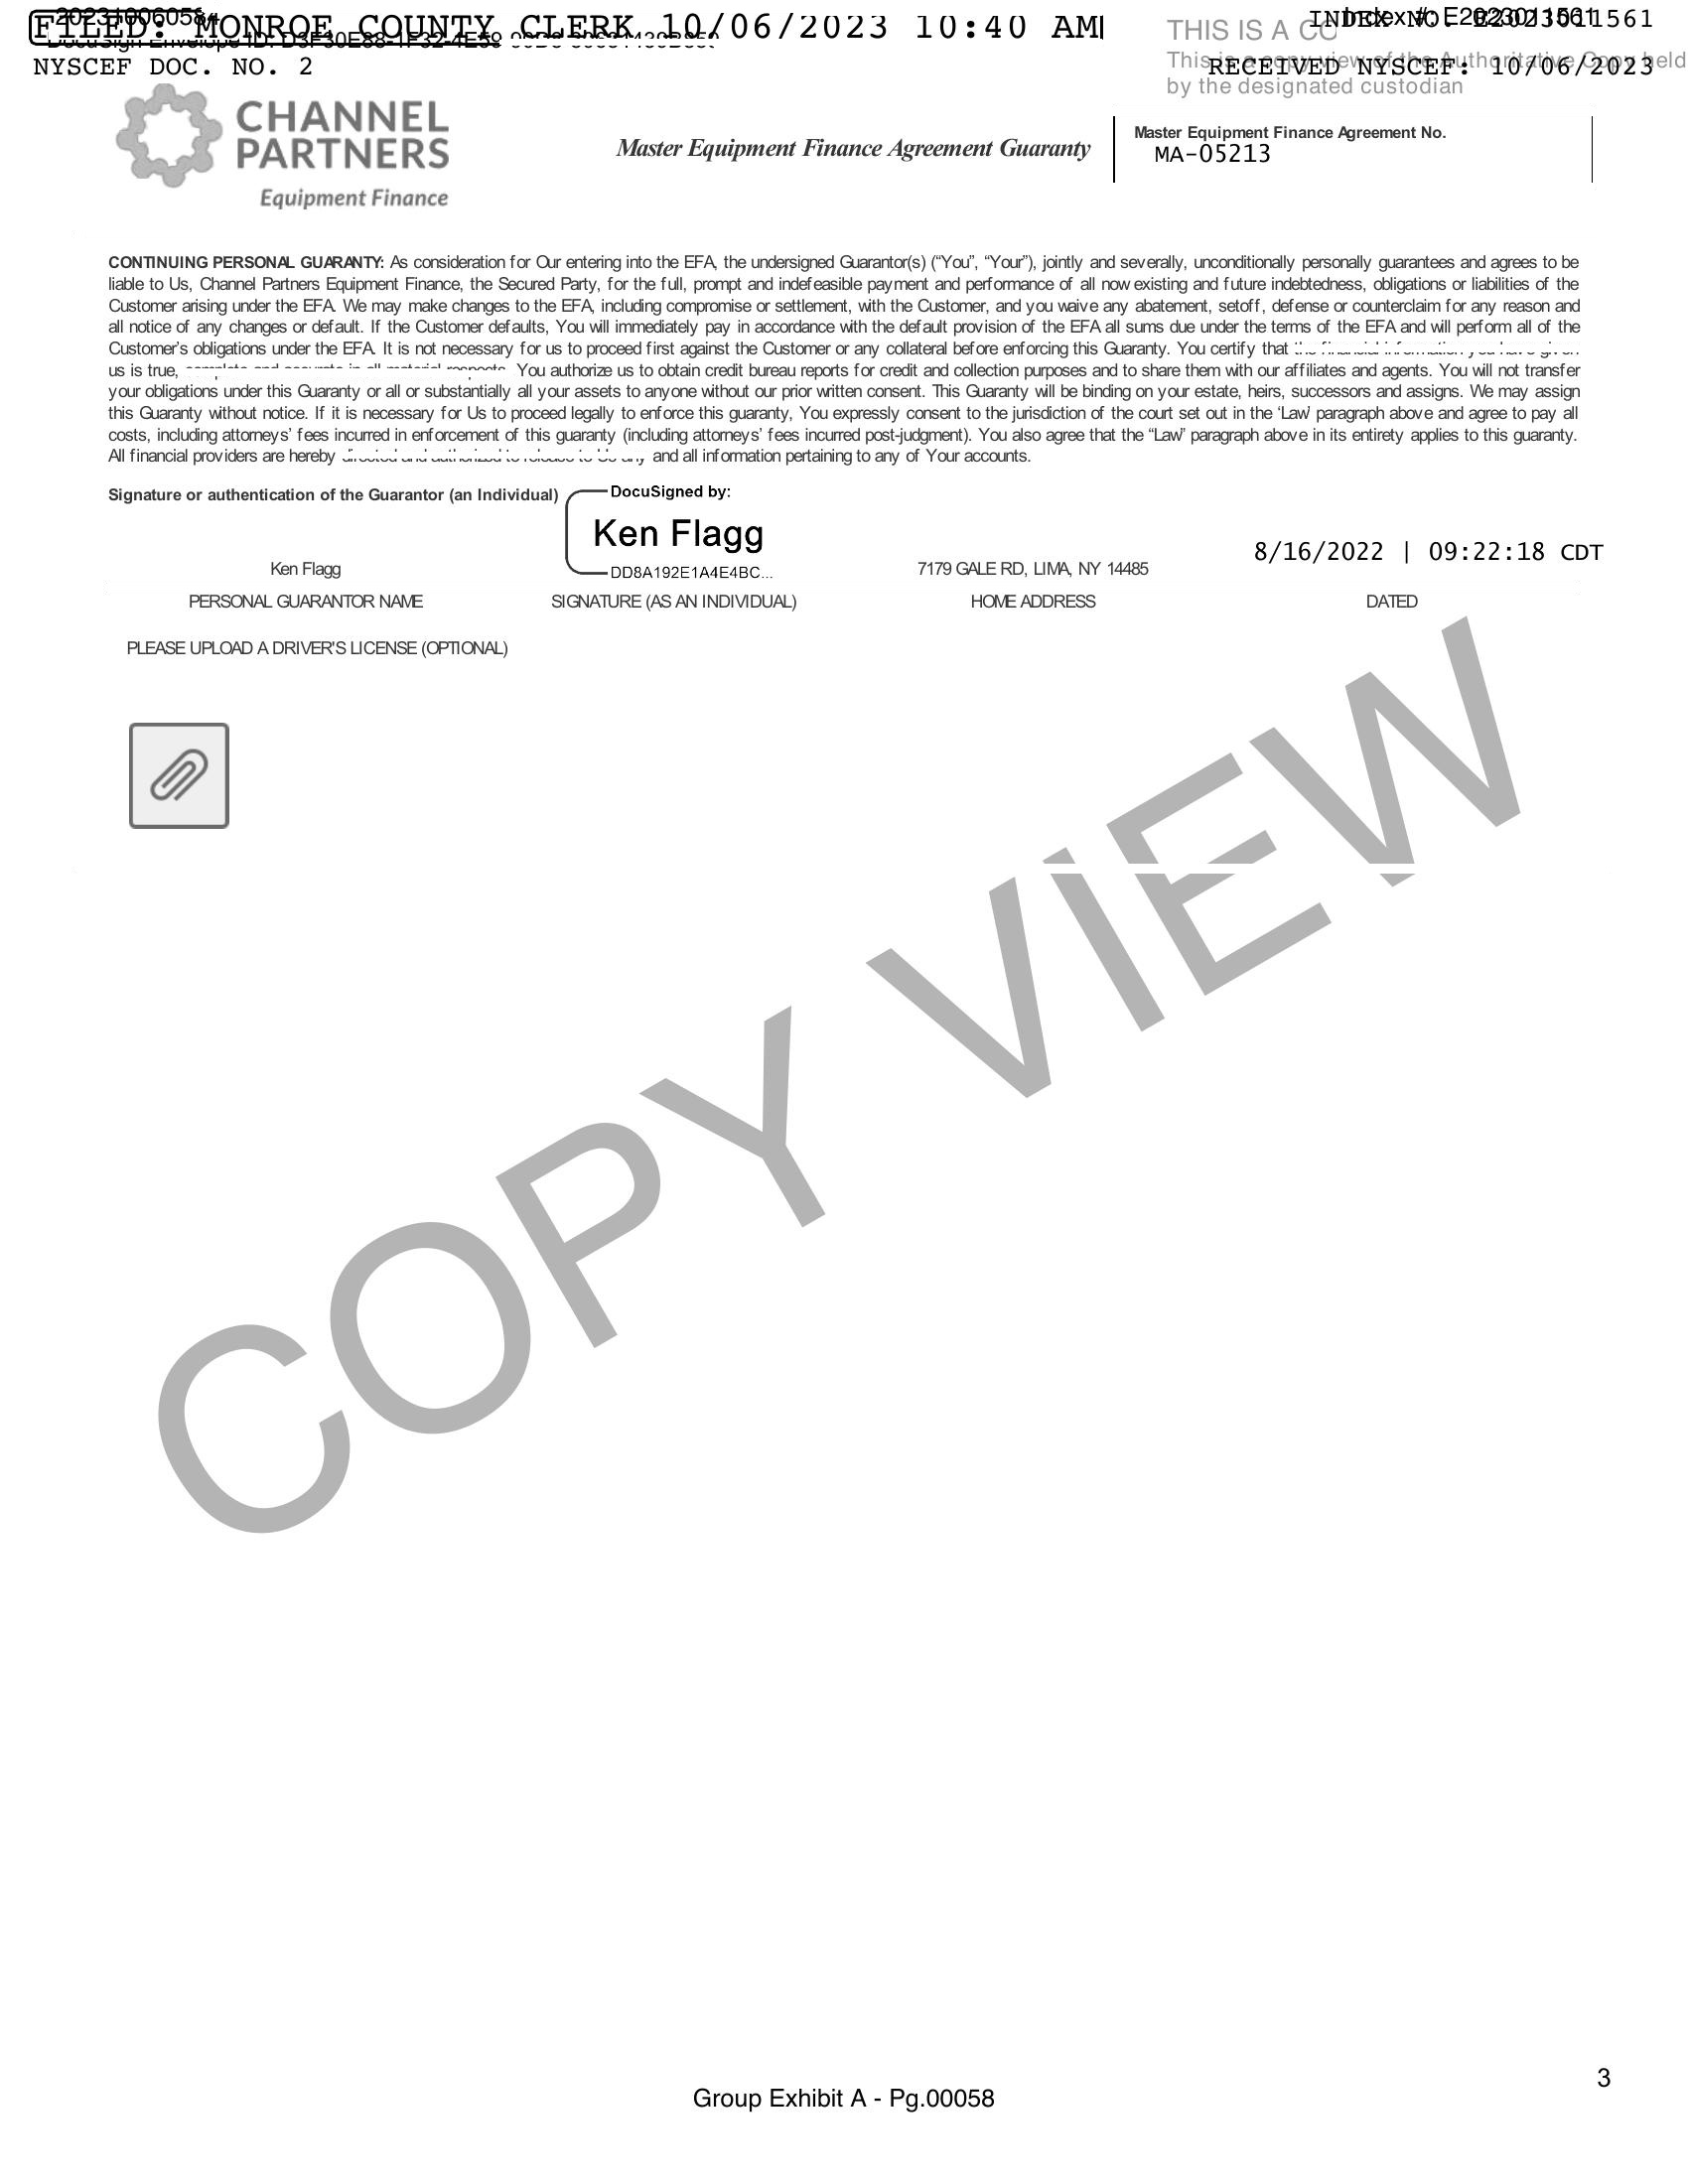 202310060584
FILED: MONROE COUNTY CLERK 10/06/2023 10:40 AM
INDEX NO. E2023011561
Index #: E2023011561
THIS IS A
DocuSign Envelope ID:
NYSCEF DOC. NO. 2
This is a copy view of the Authoritative Copy held
RECEIVED NYSCEF: 10/06/2023
by the designated custodian
CHANNEL
PARTNERS
Equipment Finance
Master Equipment Finance Agreement Guaranty
Master Equipment Finance Agreement No.
MA-05213
CONTINUING PERSONAL GUARANTY: As consideration for Our entering into the EFA, the undersigned Guarantor(s) (“You”, “Your”), jointly and severally, unconditionally personally guarantees and agrees to be
liable to Us, Channel Partners Equipment Finance, the Secured Party, for the full, prompt and indefeasible payment and performance of all now existing and future indebtedness, obligations or liabilities of the
Customer arising under the EFA. We may make changes to the EFA, including compromise or settlement, with the Customer, and you waive any abatement, setoff, defense or counterclaim for any reason and
all notice of any changes or default. If the Customer defaults, You will immediately pay in accordance with the default provision of the EFA all sums due under the terms of the EFA and will perform all of the
Customer’s obligations under the EFA. It is not necessary for us to proceed first against the Customer or any collateral before enforcing this Guaranty. You certify that
us is true, You authorize us to obtain credit bureau reports for credit and collection purposes and to share them with our affiliates and agents. You will not transfer
your obligations under this Guaranty or all or substantially all your assets to anyone without our prior written consent. This Guaranty will be binding on your estate, heirs, successors and assigns. We may assign
this Guaranty without notice. If it is necessary for Us to proceed legally to enforce this guaranty, You expressly consent to the jurisdiction of the court set out in the ‘Law’ paragraph above and agree to pay all
costs, including attorneys’ fees incurred in enforcement of this guaranty (including attorneys’ fees incurred post-judgment). You also agree that the “Law” paragraph above in its entirety applies to this guaranty.
All financial providers are hereby and all information pertaining to any of Your accounts.
Signature or authentication of the Guarantor (an Individual)
DocuSigned by:
Ken Flagg
DD8A192E1A4E4BC...
Ken Flagg
7179 GALE RD, LIMA, NY 14485
8/16/2022 | 09:22:18 CDT
PERSONAL GUARANTOR NAME
SIGNATURE (AS AN INDIVIDUAL)
HOME ADDRESS
DATED
PLEASE UPLOAD A DRIVER'S LICENSE (OPTIONAL)
COPY VIEW
3
Group Exhibit A - Pg.00058